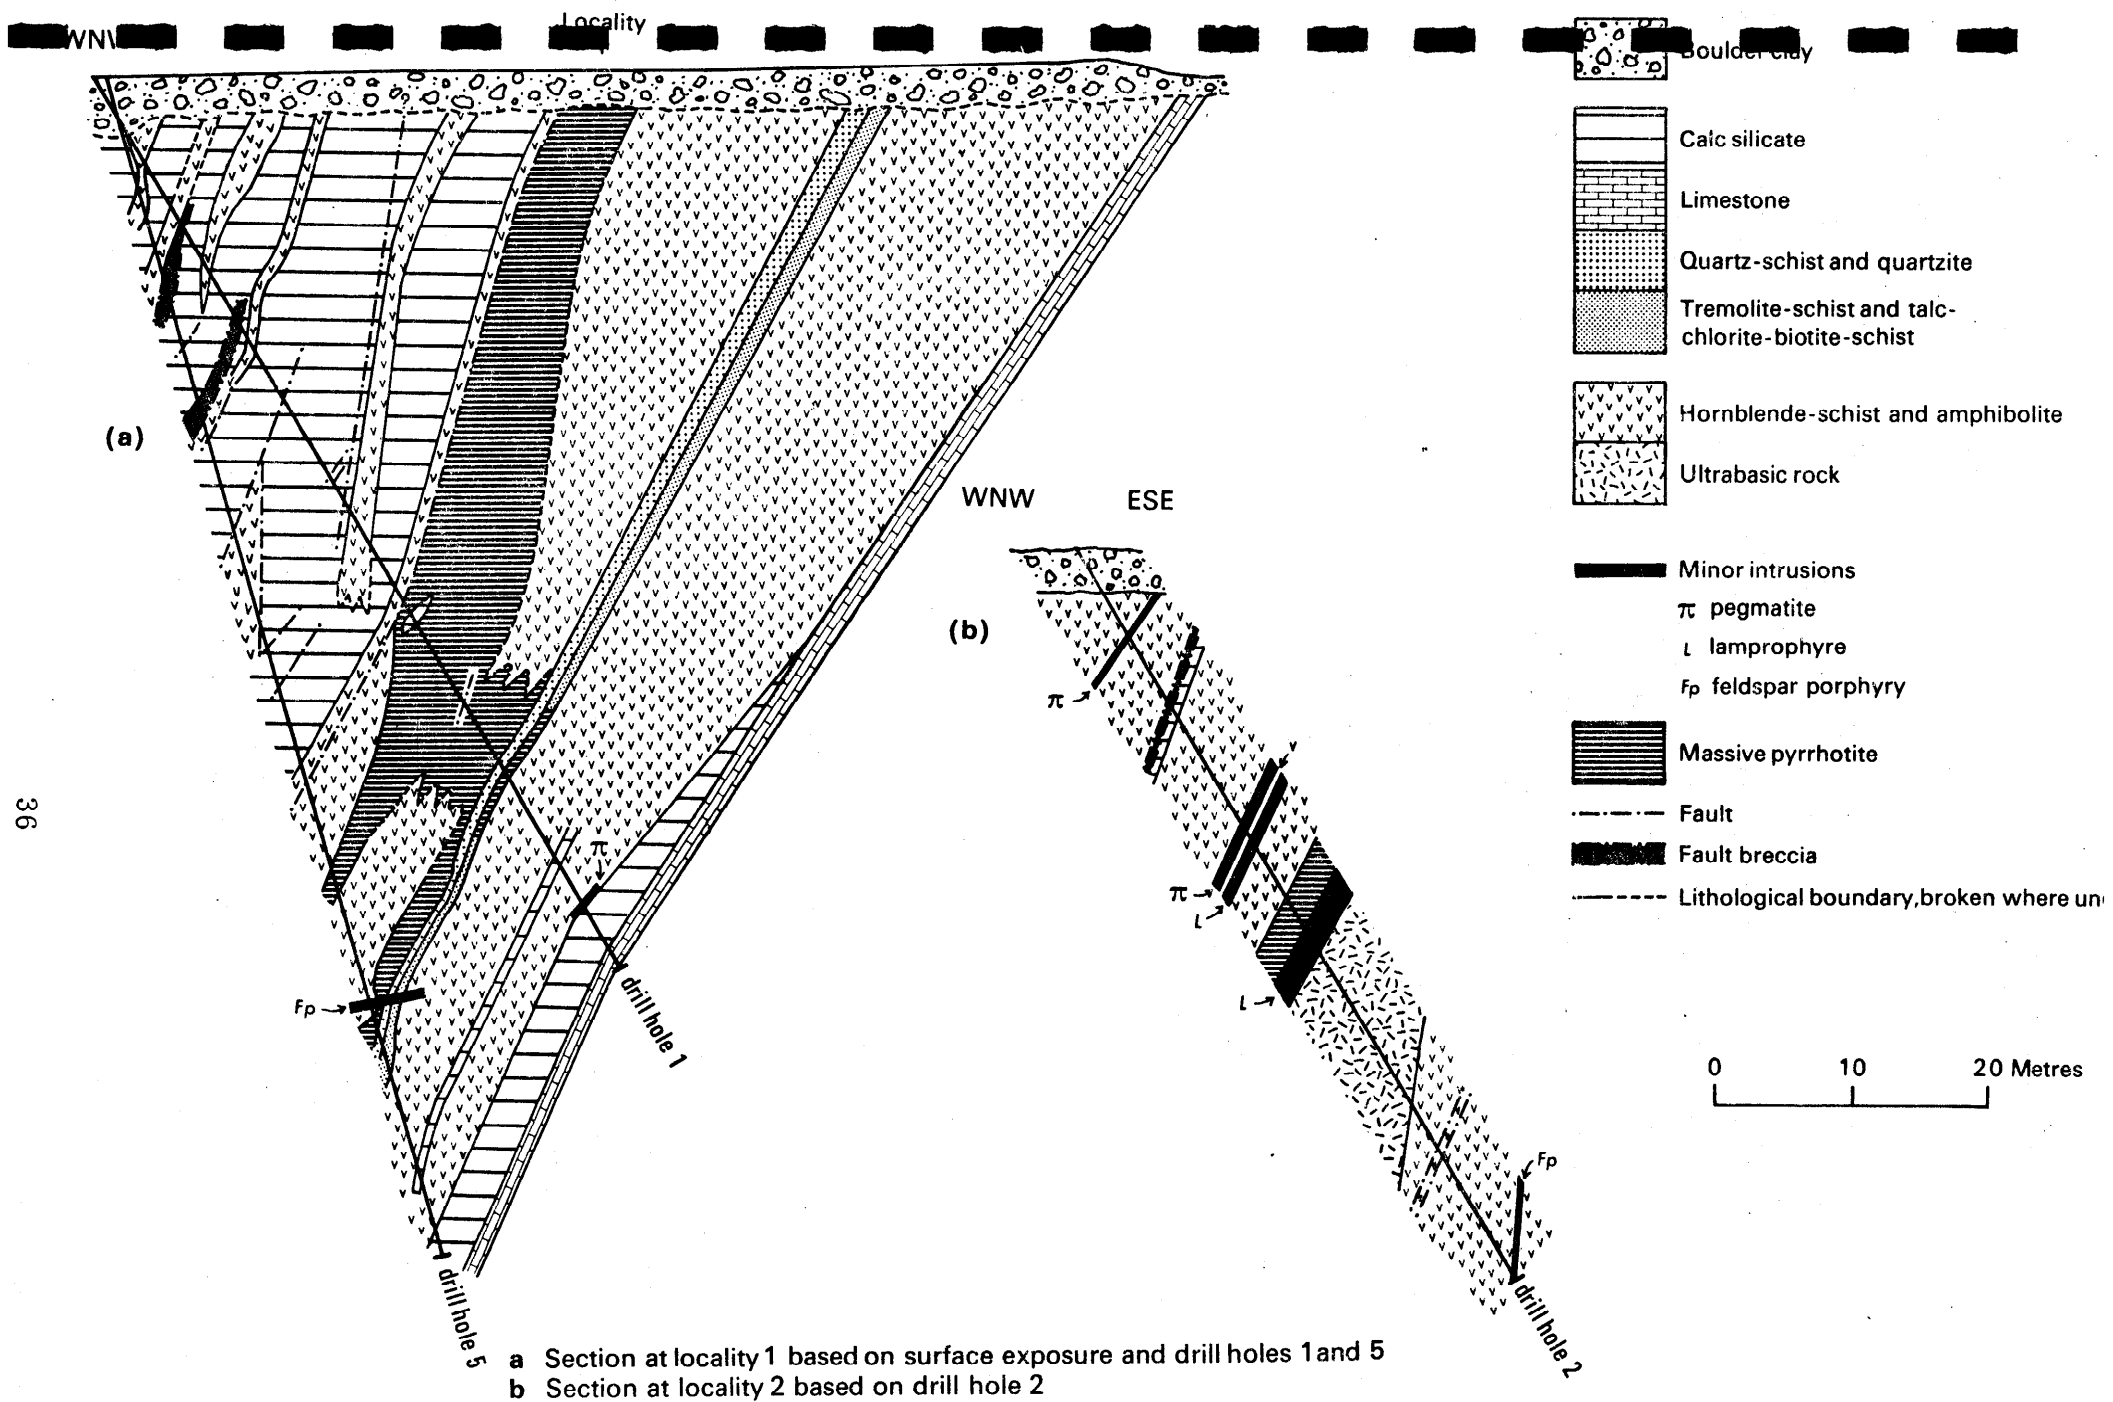 Locality
Boulder clay
Calc silicate
Limestone
Quartz-schist and quartzite
Tremolite-schist and talc-
chlorite-biotite-schist
Hornblende-schist and amphibolite
Ultrabasic rock
Minor intrusions
π pegmatite
ι lamprophyre
Fp feldspar porphyry
Massive pyrrhotite
Fault
Fault breccia
Lithological boundary, broken where
0 10 20 Metres
(a)
π
Fp
drill hole 1
drill hole 5
WNW ESE
(b)
π
π
ι
ι
Fp
drill hole 2
36
a Section at locality 1 based on surface exposure and drill holes 1 and 5
b Section at locality 2 based on drill hole 2